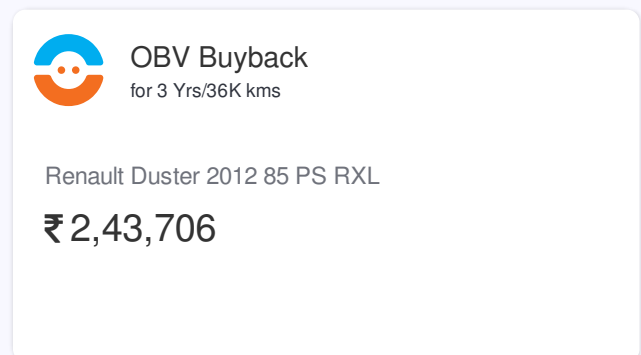 OBV Buyback
for 3 Yrs/36K kms
Renault Duster 2012 85 PS RXL
₹ 2,43,706